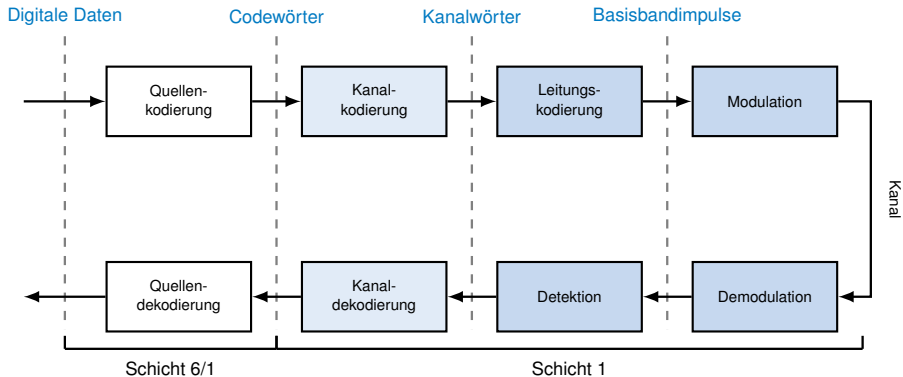 Digitale Daten
Codewörter
Kanalwörter
Basisbandimpulse
Quellen-
kodierung
Kanal-
kodierung
Leitungs-
kodierung
Modulation
Kanal
Quellen-
dekodierung
Kanal-
dekodierung
Detektion
Demodulation
Schicht 6/1
Schicht 1